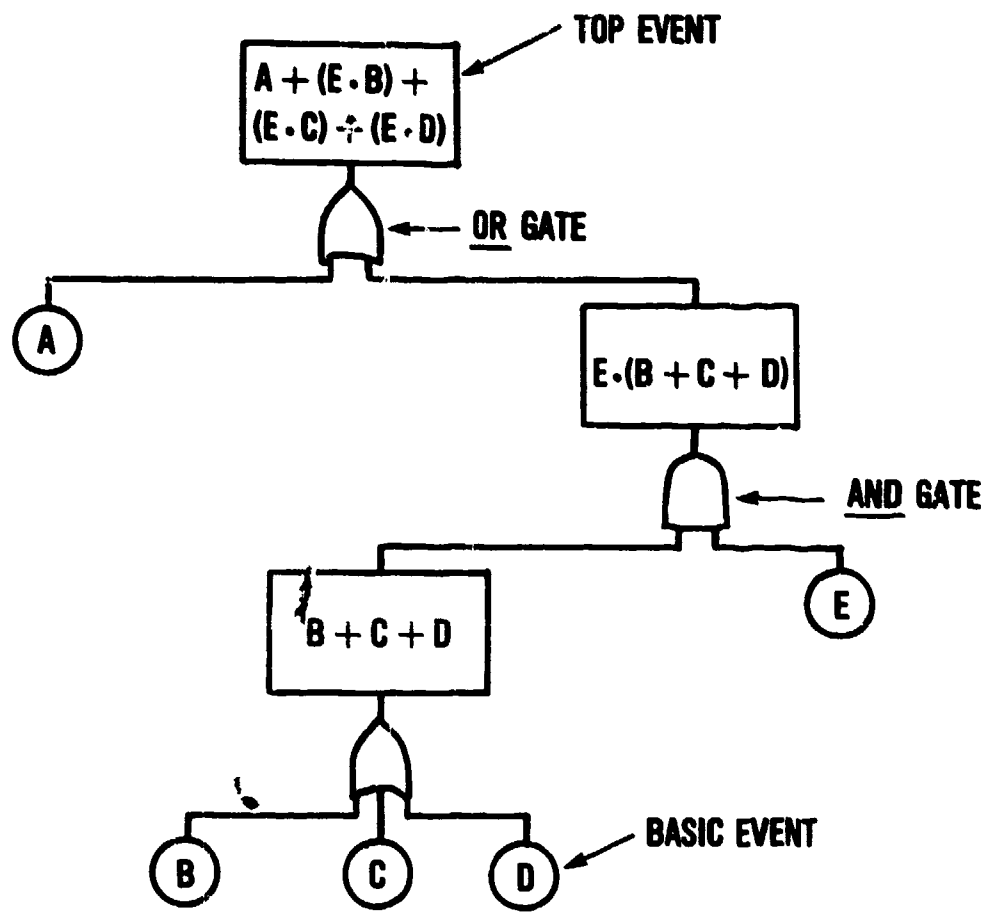 TOP EVENT
A + (E · B) +
(E · C) + (E · D)
OR GATE
A
E · (B + C + D)
AND GATE
B + C + D
E
BASIC EVENT
B
C
D